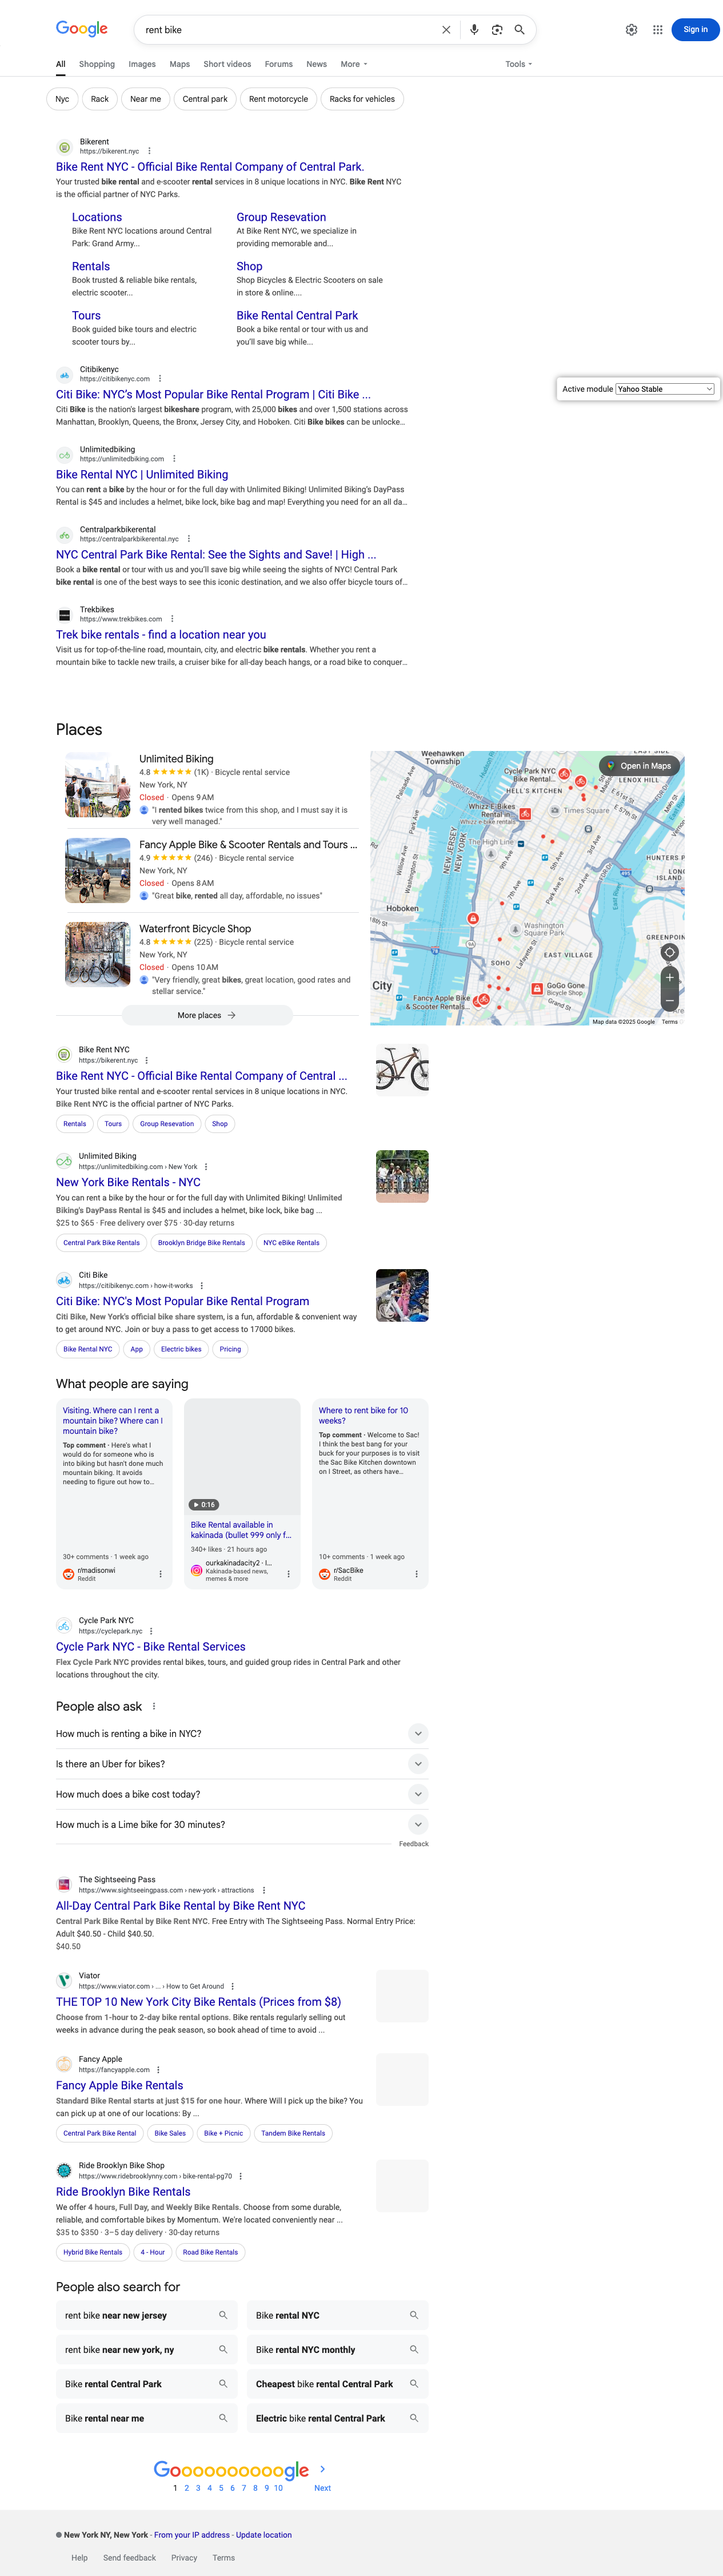 Google
rent bike
Sign in
All Shopping Images Maps Short videos Forums News More Tools
Nyc Rack Near me Central park Rent motorcycle Racks for vehicles
Bikerent
https://bikerent.nyc
Bike Rent NYC - Official Bike Rental Company of Central Park.
Your trusted bike rental and e-scooter rental services in 8 unique locations in NYC. Bike Rent NYC
is the official partner of NYC Parks.
Locations
Bike Rent NYC locations around Central
Park: Grand Army...
Group Resevation
At Bike Rent NYC, we specialize in
providing memorable and...
Rentals
Book trusted & reliable bike rentals,
electric scooter...
Shop
Shop Bicycles & Electric Scooters on sale
in store & online....
Tours
Book guided bike tours and electric
scooter tours by...
Bike Rental Central Park
Book a bike rental or tour with us and
you'll save big while...
Citibikenyc
https://citibikenyc.com
Citi Bike: NYC's Most Popular Bike Rental Program | Citi Bike ...
Citi Bike is the nation's largest bikeshare program, with 25,000 bikes and over 1,500 stations across
Manhattan, Brooklyn, Queens, the Bronx, Jersey City, and Hoboken. Citi Bike bikes can be unlocke...
Active module Yahoo Stable
Unlimitedbiking
https://unlimitedbiking.com
Bike Rental NYC | Unlimited Biking
You can rent a bike by the hour or for the full day with Unlimited Biking! Unlimited Biking's DayPass
Rental is $45 and includes a helmet, bike lock, bike bag and map! Everything you need for an all da...
Centralparkbikerental
https://centralparkbikerental.nyc
NYC Central Park Bike Rental: See the Sights and Save! | High ...
Book a bike rental or tour with us and you'll save big while seeing the sights of NYC! Central Park
bike rental is one of the best ways to see this iconic destination, and we also offer bicycle tours of...
Trekbikes
https://www.trekbikes.com
Trek bike rentals - find a location near you
Visit us for top-of-the-line road, mountain, city, and electric bike rentals. Whether you rent a
mountain bike to tackle new trails, a cruiser bike for all-day beach hangs, or a road bike to conquer...
Places
Unlimited Biking
4.8 (1K) · Bicycle rental service
New York, NY
Closed · Opens 9 AM
"I rented bikes twice from this shop, and I must say it is
very well managed."
Fancy Apple Bike & Scooter Rentals and Tours ...
4.9 (246) · Bicycle rental service
New York, NY
Closed · Opens 8 AM
"Great bike, rented all day, affordable, no issues"
Waterfront Bicycle Shop
4.8 (225) · Bicycle rental service
New York, NY
Closed · Opens 10 AM
"Very friendly, great bikes, great location, good rates and
stellar service."
More places
Weehawken
Township
Open in Maps
Cycle Park NYC
Bike Rental...
LENOX HILL
HELL'S KITCHEN
Whizz E-Bikes
Rental in...
Whizz e-bike rentals
Times Square
NEW JERSEY
NEW YORK
The High Line
HUNTERS P
LONG
ISLAND
Hoboken
Washington
Square Park
GREENPOIN
SOHO
EAST VILLAGE
City
GoGo Gone
Bicycle Shop
Fancy Apple Bike
& Scooter Rentals...
Map data ©2025 Google Terms
Bike Rent NYC
https://bikerent.nyc
Bike Rent NYC - Official Bike Rental Company of Central ...
Your trusted bike rental and e-scooter rental services in 8 unique locations in NYC.
Bike Rent NYC is the official partner of NYC Parks.
Rentals Tours Group Resevation Shop
Unlimited Biking
https://unlimitedbiking.com › New York
New York Bike Rentals - NYC
You can rent a bike by the hour or for the full day with Unlimited Biking! Unlimited
Biking's DayPass Rental is $45 and includes a helmet, bike lock, bike bag ...
$25 to $65 · Free delivery over $75 · 30-day returns
Central Park Bike Rentals Brooklyn Bridge Bike Rentals NYC eBike Rentals
Citi Bike
https://citibikenyc.com › how-it-works
Citi Bike: NYC's Most Popular Bike Rental Program
Citi Bike, New York's official bike share system, is a fun, affordable & convenient way
to get around NYC. Join or buy a pass to get access to 17000 bikes.
Bike Rental NYC App Electric bikes Pricing
What people are saying
Visiting. Where can I rent a
mountain bike? Where can I
mountain bike?
Top comment · Here's what I
would do for someone who is
into biking but hasn't done much
mountain biking. It avoids
needing to figure out how to...
30+ comments · 1 week ago
r/madisonwi
Reddit
0:16
Bike Rental available in
kakinada (bullet 999 only f...
340+ likes · 21 hours ago
ourkakinadacity2 · I...
Kakinada-based news,
memes & more
Where to rent bike for 10
weeks?
Top comment · Welcome to Sac!
I think the best bang for your
buck for your purposes is to visit
the Sac Bike Kitchen downtown
on I Street, as others have...
10+ comments · 1 week ago
r/SacBike
Reddit
Cycle Park NYC
https://cyclepark.nyc
Cycle Park NYC - Bike Rental Services
Flex Cycle Park NYC provides rental bikes, tours, and guided group rides in Central Park and other
locations throughout the city.
People also ask
How much is renting a bike in NYC?
Is there an Uber for bikes?
How much does a bike cost today?
How much is a Lime bike for 30 minutes?
Feedback
The Sightseeing Pass
https://www.sightseeingpass.com › new-york › attractions
All-Day Central Park Bike Rental by Bike Rent NYC
Central Park Bike Rental by Bike Rent NYC. Free Entry with The Sightseeing Pass. Normal Entry Price:
Adult $40.50 - Child $40.50.
$40.50
Viator
https://www.viator.com › ... › How to Get Around
THE TOP 10 New York City Bike Rentals (Prices from $8)
Choose from 1-hour to 2-day bike rental options. Bike rentals regularly selling out
weeks in advance during the peak season, so book ahead of time to avoid ...
Fancy Apple
https://fancyapple.com
Fancy Apple Bike Rentals
Standard Bike Rental starts at just $15 for one hour. Where Will I pick up the bike? You
can pick up at one of our locations: By ...
Central Park Bike Rental Bike Sales Bike + Picnic Tandem Bike Rentals
Ride Brooklyn Bike Shop
https://www.ridebrooklynny.com › bike-rental-pg70
Ride Brooklyn Bike Rentals
We offer 4 hours, Full Day, and Weekly Bike Rentals. Choose from some durable,
reliable, and comfortable bikes by Momentum. We're located conveniently near ...
$35 to $350 · 3–5 day delivery · 30-day returns
Hybrid Bike Rentals 4 - Hour Road Bike Rentals
People also search for
rent bike near new jersey
Bike rental NYC
rent bike near new york, ny
Bike rental NYC monthly
Bike rental Central Park
Cheapest bike rental Central Park
Bike rental near me
Electric bike rental Central Park
Goooooooooogle
1 2 3 4 5 6 7 8 9 10 Next
New York NY, New York - From your IP address - Update location
Help Send feedback Privacy Terms